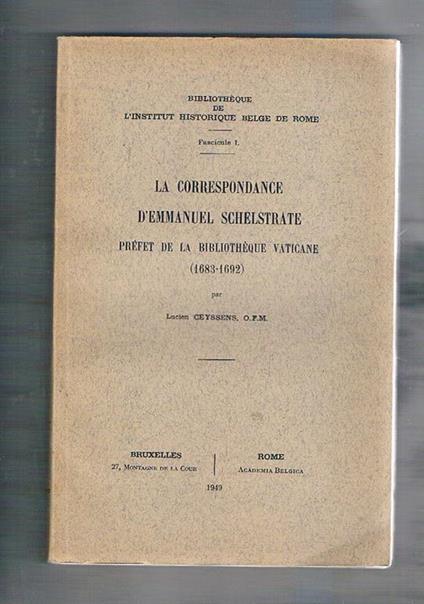 BIBLIOTHÈQUE
DE
L'INSTITUT HISTORIQUE BELGE DE ROME
Fascicule I.
LA CORRESPONDANCE
D'EMMANUEL SCHELSTRATE
PRÉFET DE LA BIBLIOTHÈQUE VATICANE
(1683-1692)
par
Lucien CEYSSENS, O.F.M.
BRUXELLES
27, MONTAGNE DE LA COUR
ROME
ACADEMIA BELGICA
1949